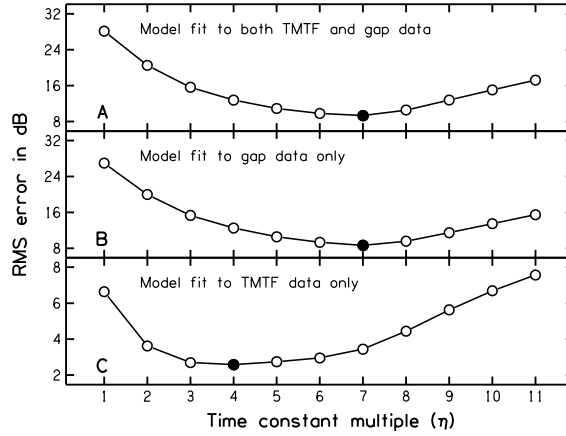 32
24
16
8
Model fit to both TMTF and gap data
A
32
24
16
8
Model fit to gap data only
B
8
6
4
2
Model fit to TMTF data only
C
RMS error in dB
1 2 3 4 5 6 7 8 9 10 11
Time constant multiple (η)